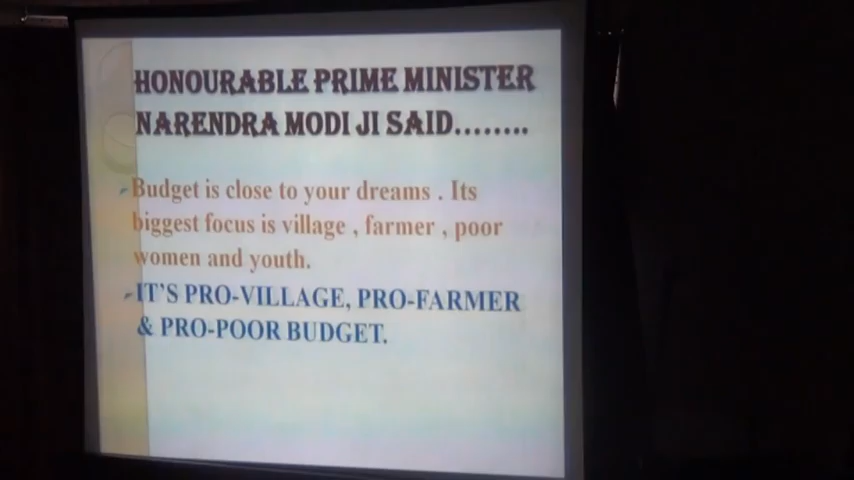 HONOURABLE PRIME MINISTER
NARENDRA MODI JI SAID........
Budget is close to your dreams . Its
biggest focus is village , farmer , poor
women and youth.
IT'S PRO-VILLAGE, PRO-FARMER
& PRO-POOR BUDGET.